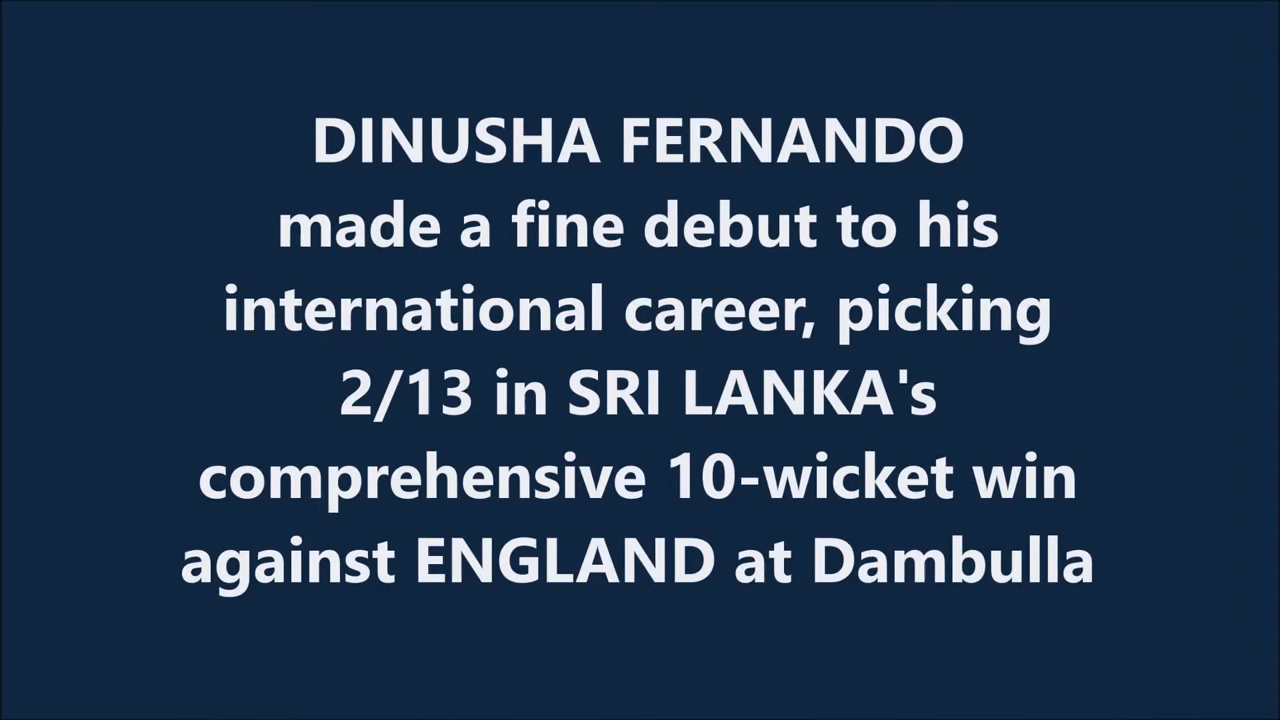 DINUSHA FERNANDO
made a fine debut to his
international career, picking
2/13 in SRI LANKA's
comprehensive 10-wicket win
against ENGLAND at Dambulla